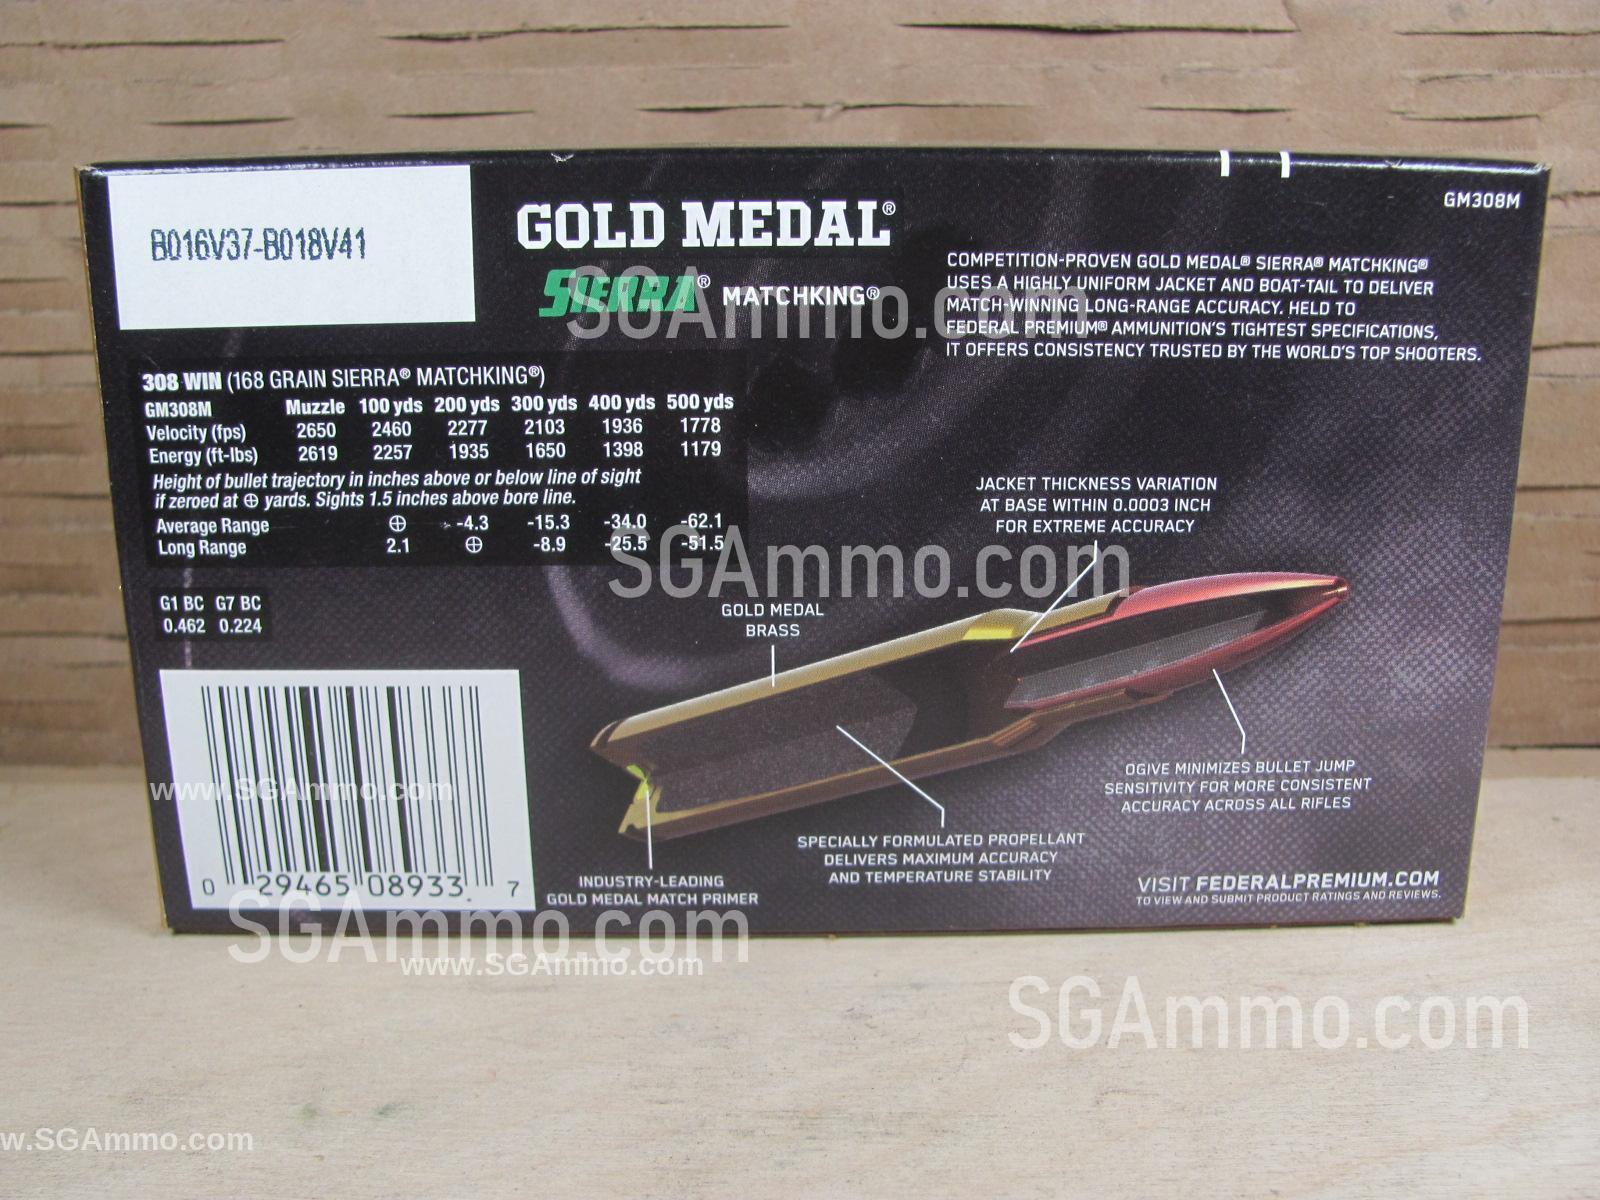 GM308M
B016V37-B018V41
GOLD MEDAL®
SIERRA® MATCHKING®
COMPETITION-PROVEN GOLD MEDAL® SIERRA® MATCHKING®
USES A HIGHLY UNIFORM JACKET AND BOAT-TAIL TO DELIVER
MATCH-WINNING LONG-RANGE ACCURACY. HELD TO
FEDERAL PREMIUM® AMMUNITION'S TIGHTEST SPECIFICATIONS,
IT OFFERS CONSISTENCY TRUSTED BY THE WORLD'S TOP SHOOTERS.
SGAmmo.com
308 WIN (168 GRAIN SIERRA® MATCHKING®)
GM308M Muzzle 100 yds 200 yds 300 yds 400 yds 500 yds
Velocity (fps) 2650 2460 2277 2103 1936 1778
Energy (ft-lbs) 2619 2257 1935 1650 1398 1179
Height of bullet trajectory in inches above or below line of sight
if zeroed at ⊕ yards. Sights 1.5 inches above bore line.
Average Range ⊕ -4.3 -15.3 -34.0 -62.1
Long Range 2.1 ⊕ -8.9 -25.5 -51.5
G1 BC G7 BC
0.462 0.224
JACKET THICKNESS VARIATION
AT BASE WITHIN 0.0003 INCH
FOR EXTREME ACCURACY
SGAmmo.com
GOLD MEDAL
BRASS
OGIVE MINIMIZES BULLET JUMP
SENSITIVITY FOR MORE CONSISTENT
ACCURACY ACROSS ALL RIFLES
SPECIALLY FORMULATED PROPELLANT
DELIVERS MAXIMUM ACCURACY
AND TEMPERATURE STABILITY
INDUSTRY-LEADING
GOLD MEDAL MATCH PRIMER
www.SGAmmo.com
0 29465 08933 7
VISIT FEDERALPREMIUM.COM
TO VIEW AND SUBMIT PRODUCT RATINGS AND REVIEWS.
SGAmmo.com
www.SGAmmo.com
SGAmmo.com
w.SGAmmo.com